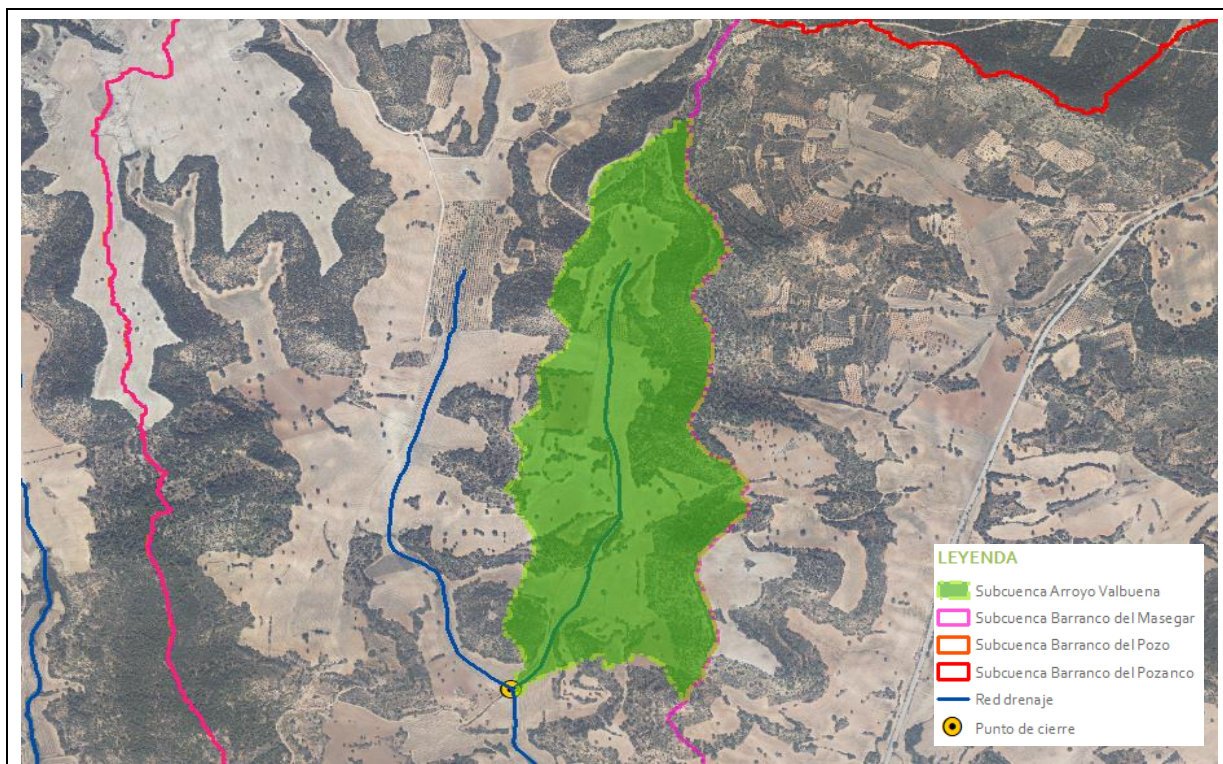 LEYENDA
Subcuenca Arroyo Valbuena
Subcuenca Barranco del Masegar
Subcuenca Barranco del Pozo
Subcuenca Barranco del Pozanco
Red drenaje
Punto de cierre